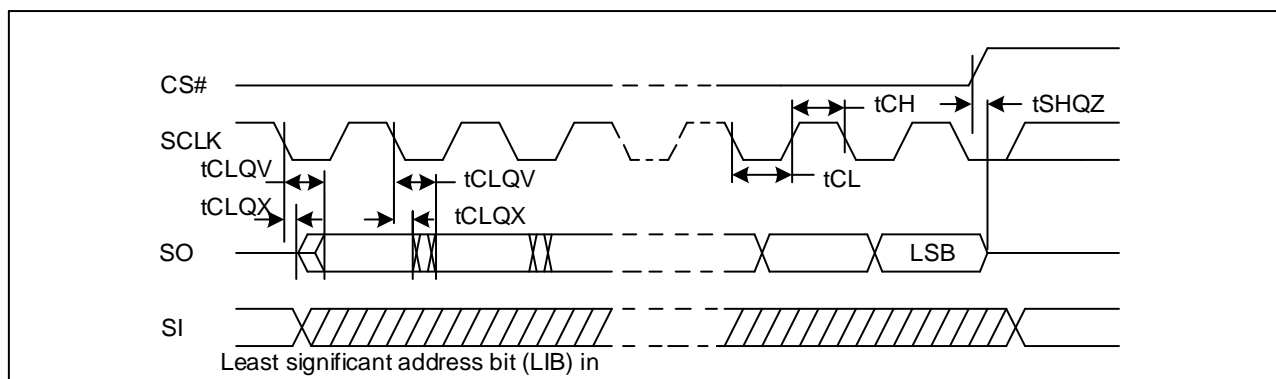 CS#
tCH
tSHQZ
SCLK
tCLQV
tCLQV
tCL
tCLQX
tCLQX
SO
LSB
SI
Least significant address bit (LIB) in